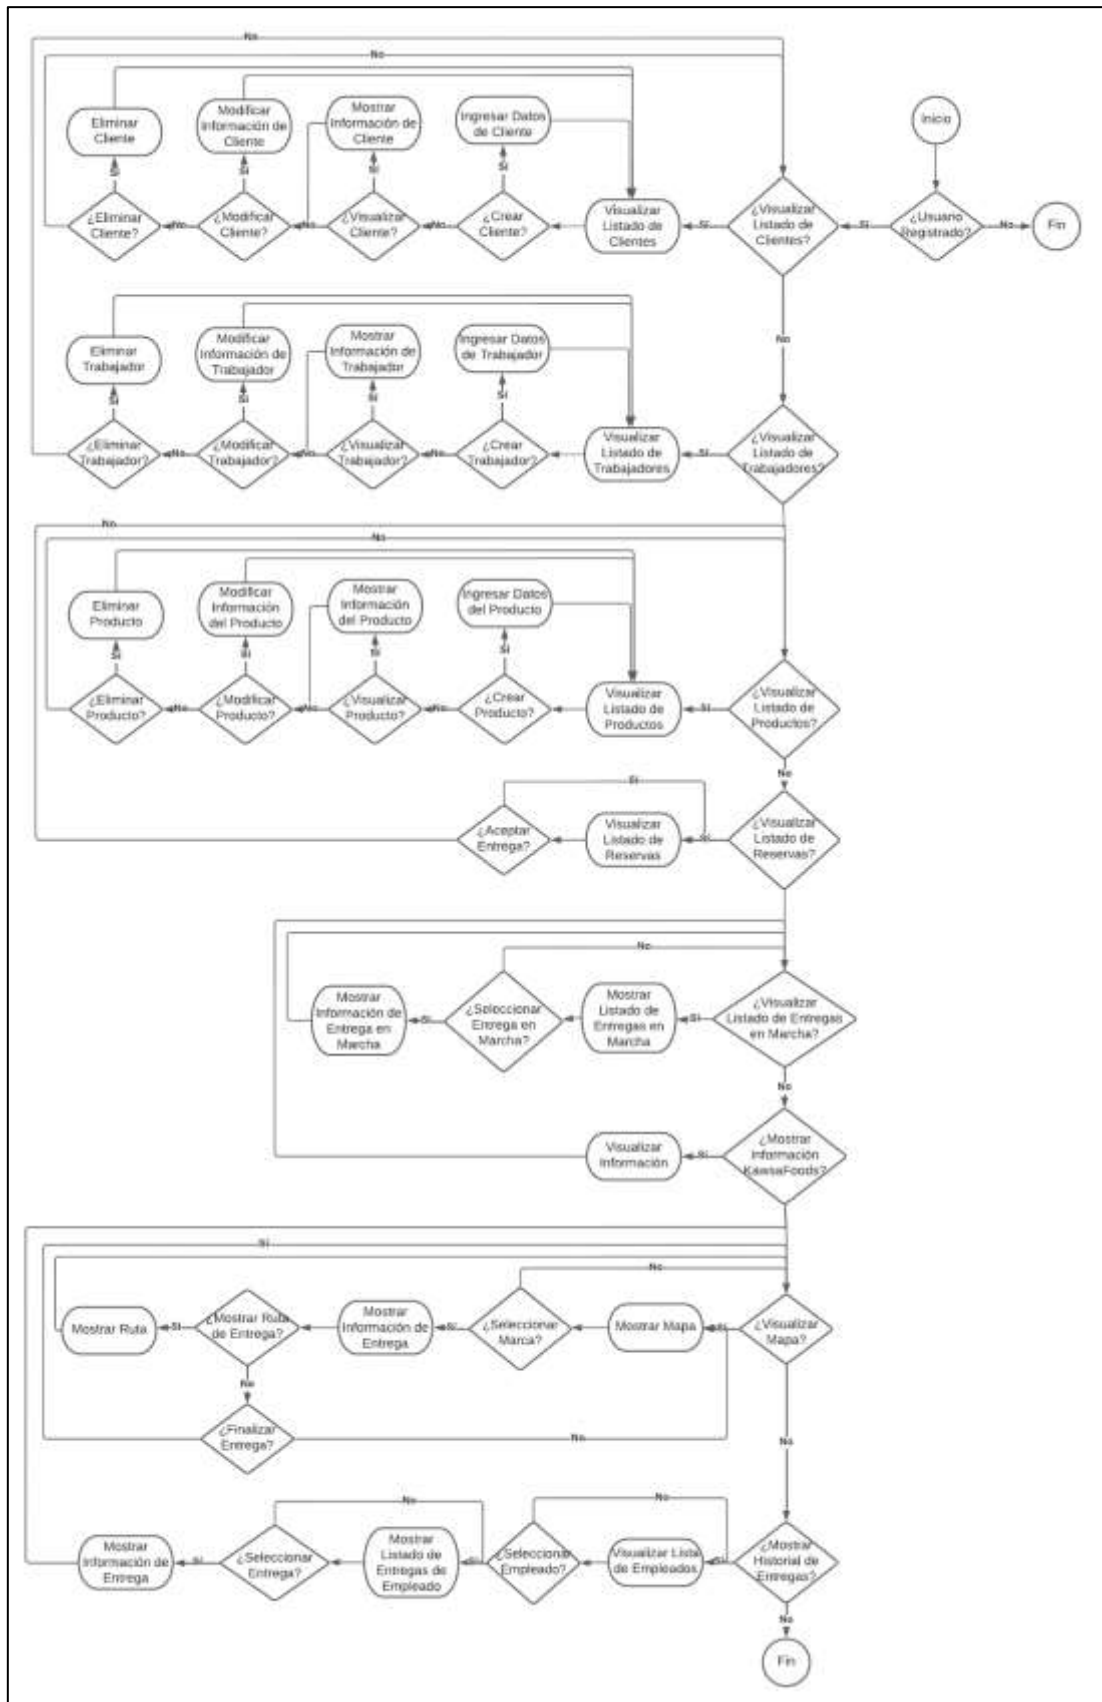 No
No
Eliminar
Cliente
Modificar
Información de
Cliente
Mostrar
Información de
Cliente
Ingresar Datos
de Cliente
Inicio
Si
Si
Si
Si
¿Eliminar
Cliente?
No
¿Modificar
Cliente?
No
¿Visualizar
Cliente?
No
¿Crear
Cliente?
Visualizar
Listado de
Clientes
Si
¿Visualizar
Listado de
Clientes?
Si
¿Usuario
Registrado?
No
Fin
No
Eliminar
Trabajador
Modificar
Información de
Trabajador
Mostrar
Información de
Trabajador
Ingresar Datos
de Trabajador
Si
Si
Si
Si
¿Eliminar
Trabajador?
No
¿Modificar
Trabajador?
No
¿Visualizar
Trabajador?
No
¿Crear
Trabajador?
Visualizar
Listado de
Trabajadores
Si
¿Visualizar
Listado de
Trabajadores?
No
No
Eliminar
Producto
Modificar
Información
del Producto
Mostrar
Información
del Producto
Ingresar Datos
del Producto
Si
Si
Si
Si
¿Eliminar
Producto?
No
¿Modificar
Producto?
No
¿Visualizar
Producto?
No
¿Crear
Producto?
Visualizar
Listado de
Productos
Si
¿Visualizar
Listado de
Productos?
No
Si
¿Aceptar
Entrega?
Visualizar
Listado de
Reservas
Si
¿Visualizar
Listado de
Reservas?
No
Mostrar
Información de
Entrega en
Marcha
Si
¿Seleccionar
Entrega en
Marcha?
Mostrar
Listado de
Entregas en
Marcha
Si
¿Visualizar
Listado de Entregas
en Marcha?
No
Visualizar
Información
Si
¿Mostrar
Información
KawsaFoods?
Si
No
Mostrar Ruta
Si
¿Mostrar Ruta
de Entrega?
Mostrar
Información de
Entrega
Si
¿Seleccionar
Marca?
Mostrar Mapa
Si
¿Visualizar
Mapa?
No
¿Finalizar
Entrega?
No
No
No
No
Mostrar
Información de
Entrega
Si
¿Seleccionar
Entrega?
Mostrar
Listado de
Entregas de
Empleado
Si
¿Seleccionar
Empleado?
Visualizar Lista
de Empleados
Si
¿Mostrar
Historial de
Entregas?
No
Fin